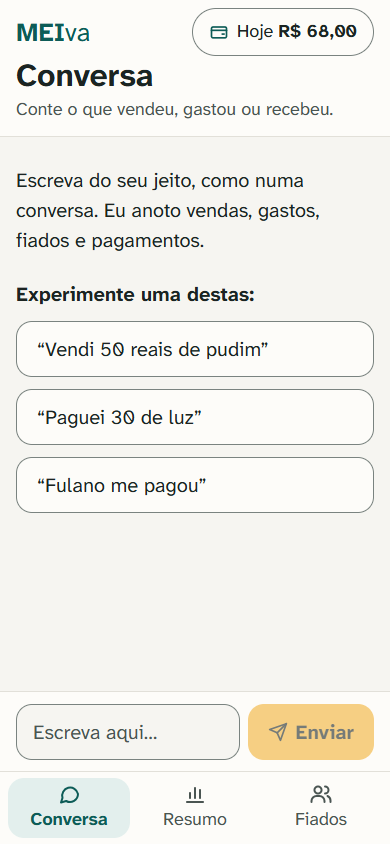 MEIva
Hoje R$ 68,00
Conversa
Conte o que vendeu, gastou ou recebeu.
Escreva do seu jeito, como numa
conversa. Eu anoto vendas, gastos,
fiados e pagamentos.
Experimente uma destas:
“Vendi 50 reais de pudim”
“Paguei 30 de luz”
“Fulano me pagou”
Escreva aqui...
Enviar
Conversa
Resumo
Fiados